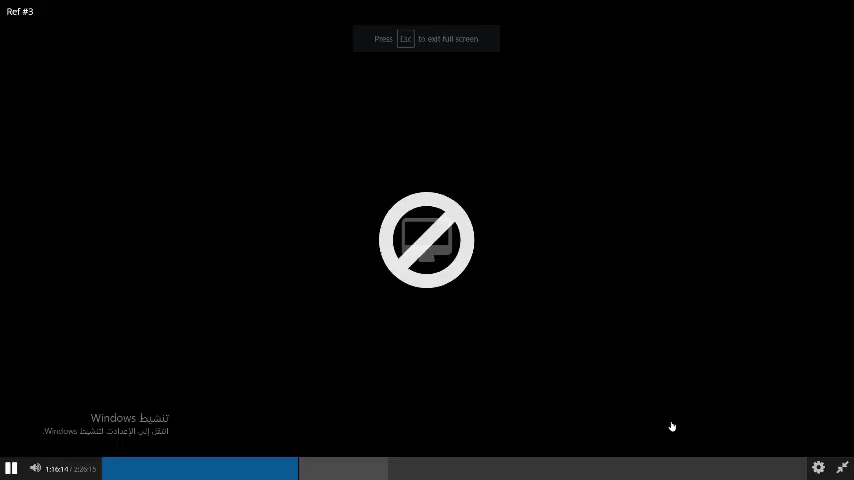 Ref #3
Press Esc to exit full screen
تنشيط Windows
انتقل إلى الإعدادات لتنشيط Windows.
1:16:14 / 2:26:15